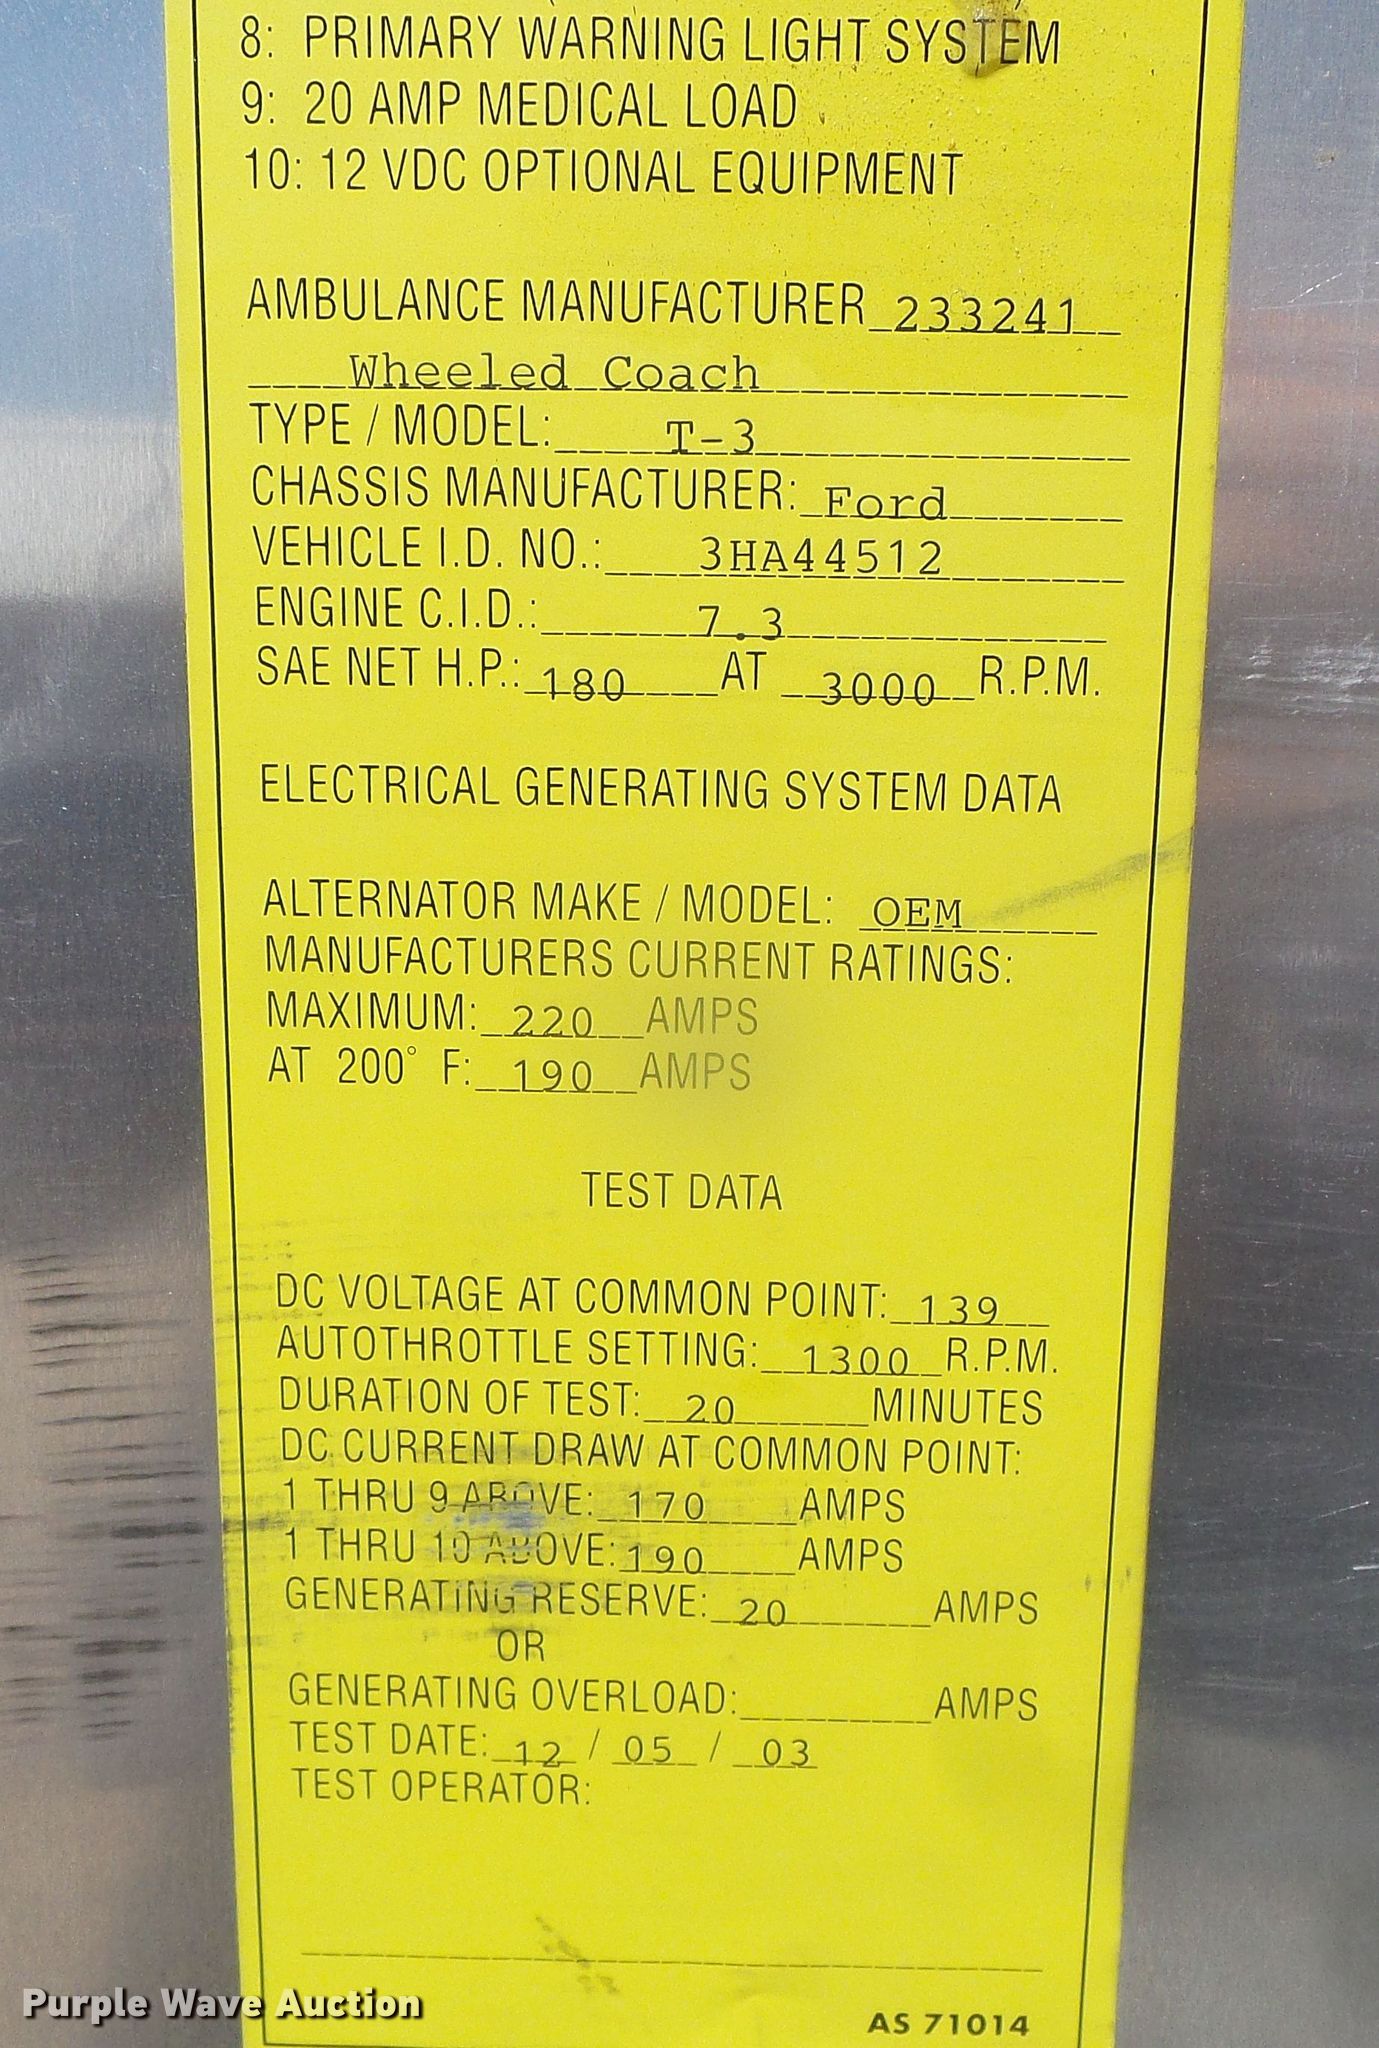 8: PRIMARY WARNING LIGHT SYSTEM
9: 20 AMP MEDICAL LOAD
10: 12 VDC OPTIONAL EQUIPMENT
AMBULANCE MANUFACTURER 233241
Wheeled Coach
TYPE / MODEL: T-3
CHASSIS MANUFACTURER: Ford
VEHICLE I.D. NO.: 3HA44512
ENGINE C.I.D.: 7.3
SAE NET H.P.: 180 AT 3000 R.P.M.
ELECTRICAL GENERATING SYSTEM DATA
ALTERNATOR MAKE / MODEL: OEM
MANUFACTURERS CURRENT RATINGS:
MAXIMUM: 220 AMPS
AT 200° F: 190 AMPS
TEST DATA
DC VOLTAGE AT COMMON POINT: 139
AUTOTHROTTLE SETTING: 1300 R.P.M.
DURATION OF TEST: 20 MINUTES
DC CURRENT DRAW AT COMMON POINT:
1 THRU 9 ABOVE: 170 AMPS
1 THRU 10 ABOVE: 190 AMPS
GENERATING RESERVE: 20 AMPS
OR
GENERATING OVERLOAD: AMPS
TEST DATE: 12 / 05 / 03
TEST OPERATOR:
AS 71014
Purple Wave Auction